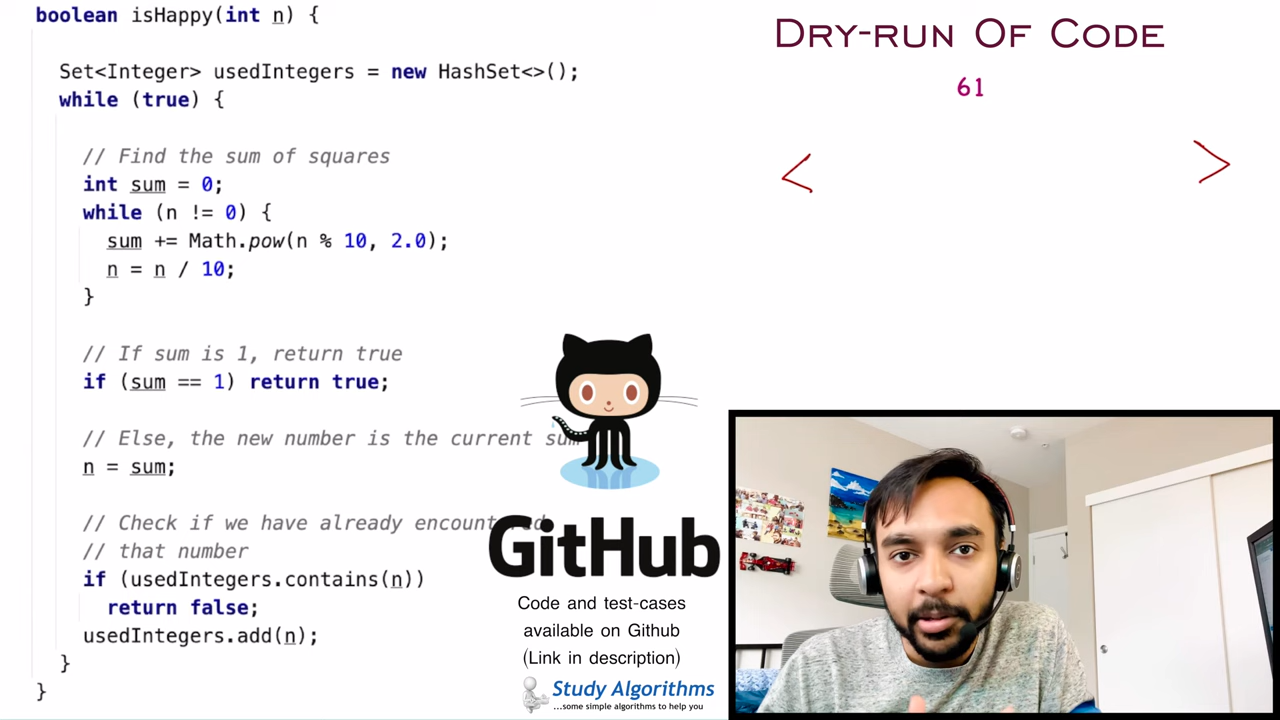 boolean isHappy(int n) {
Set<Integer> usedIntegers = new HashSet<>();
while (true) {
// Find the sum of squares
int sum = 0;
while (n != 0) {
sum += Math.pow(n % 10, 2.0);
n = n / 10;
}
// If sum is 1, return true
if (sum == 1) return true;
// Else, the new number is the current sum
n = sum;
// Check if we have already encount ed
// that number
if (usedIntegers.contains(n))
return false;
usedIntegers.add(n);
}
}
DRY-RUN OF CODE
61
< >
GitHub
Code and test-cases
available on Github
(Link in description)
Study Algorithms
...some simple algorithms to help you